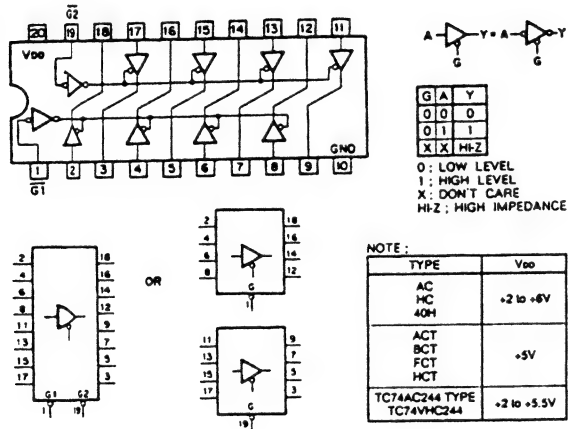 G2
20 19 18 17 16 15 14 13 12 11
VDD
GND
1 2 3 4 5 6 7 8 9 10
G1
A Y = A Y
G G
G A Y
0 0 0
0 1 1
X X HI-Z
0 ; LOW LEVEL
1 ; HIGH LEVEL
X ; DON'T CARE
HI-Z ; HIGH IMPEDANCE
2 18
4 16
6 14
8 12
11 9
13 7
15 5
17 3
G1 G2
1 19
OR
2 18
4 16
6 14
8 12
G
1
11 9
13 7
15 5
17 3
G
19
NOTE :
TYPE VDD
AC
HC
40H
+2 to +6V
ACT
BCT
FCT
HCT
+5V
TC74AC244 TYPE
TC74VHC244
+2 to +5.5V